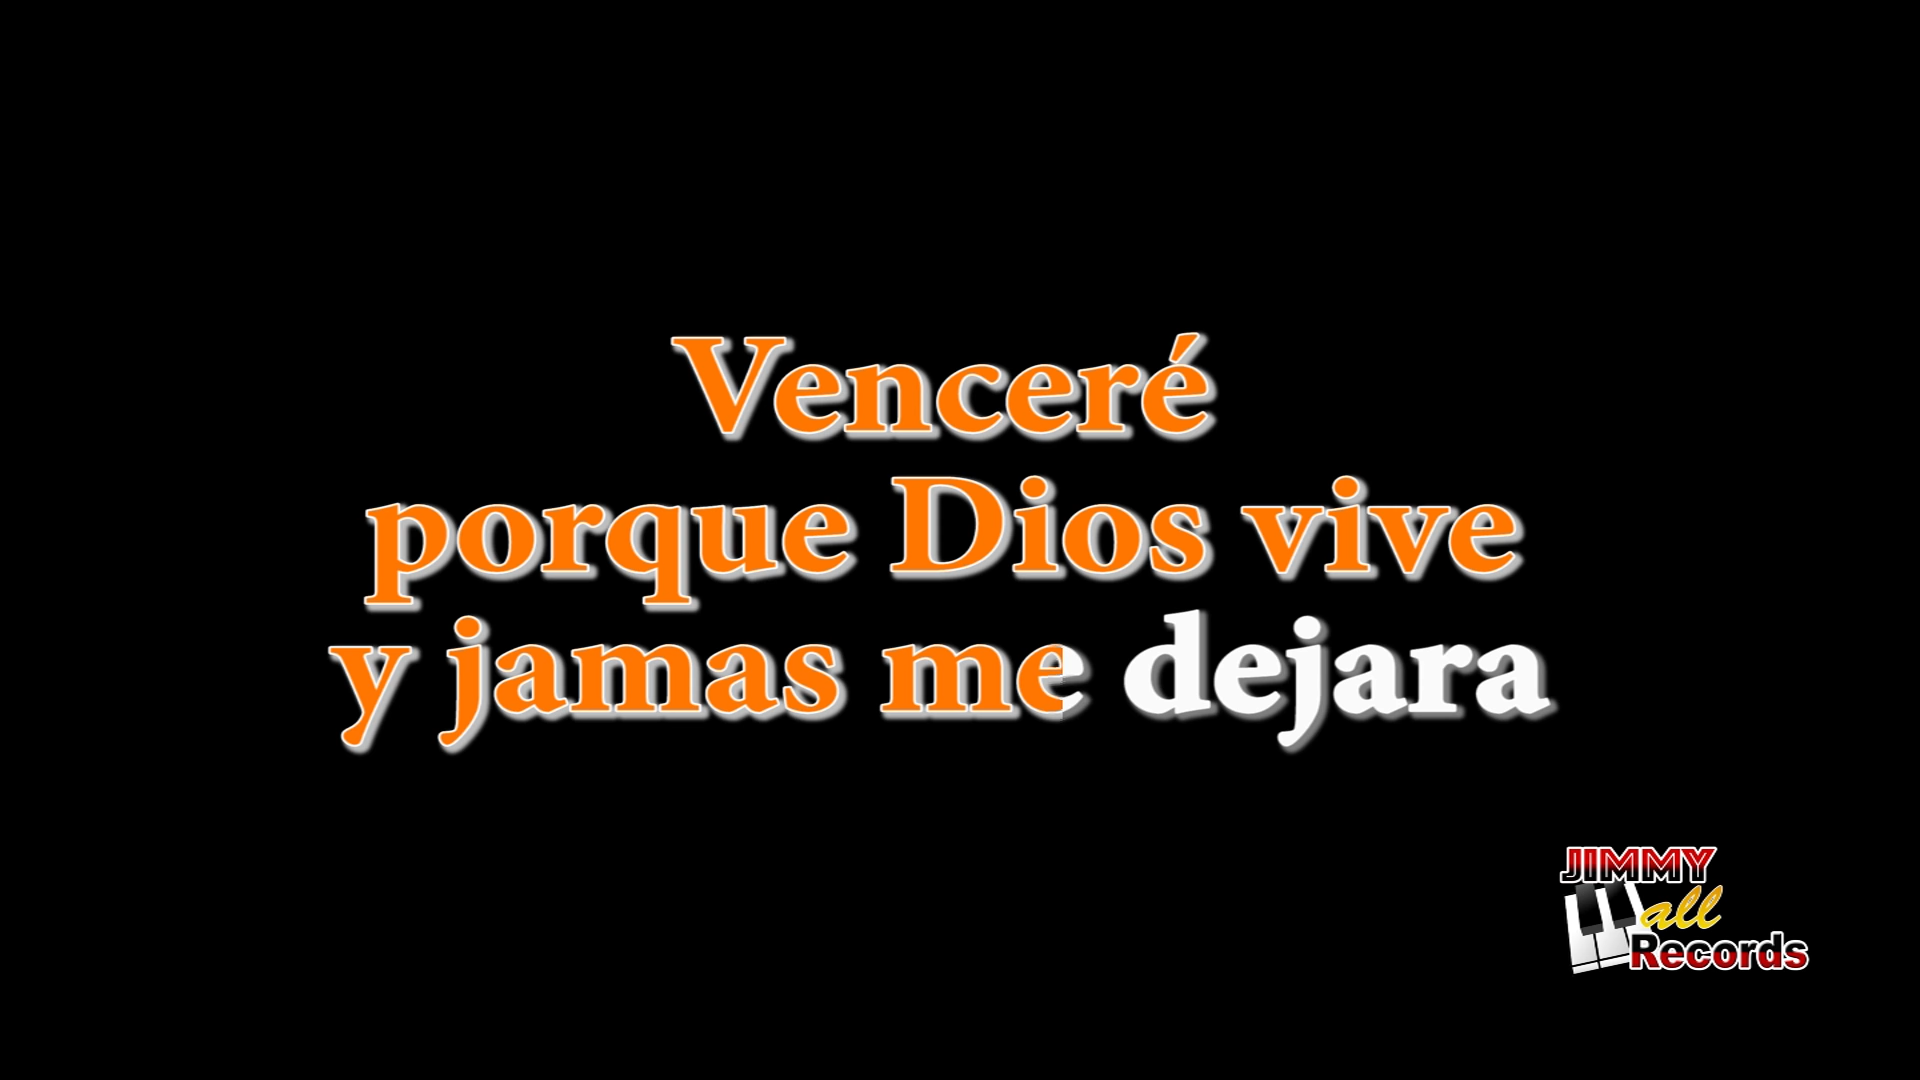 Venceré
porque Dios vive
y jamas me dejara
JIMMY
all
Records